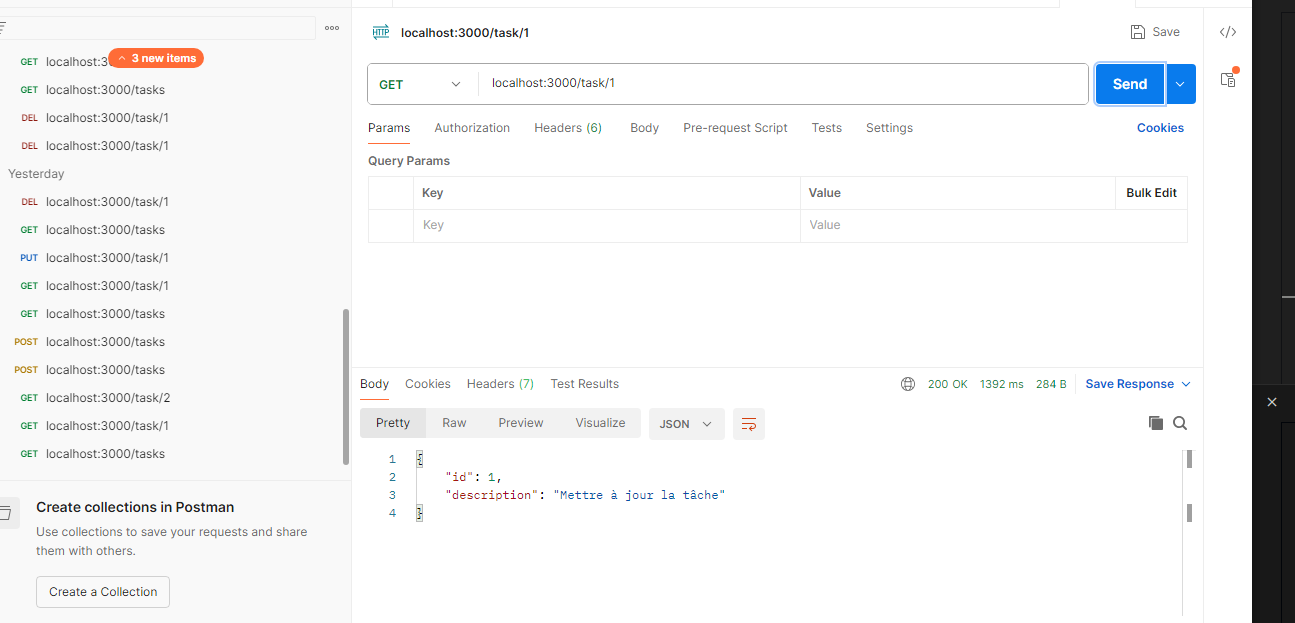 GET localhost:3
3 new items
GET localhost:3000/tasks
DEL localhost:3000/task/1
DEL localhost:3000/task/1
Yesterday
DEL localhost:3000/task/1
GET localhost:3000/tasks
PUT localhost:3000/task/1
GET localhost:3000/task/1
GET localhost:3000/tasks
POST localhost:3000/tasks
POST localhost:3000/tasks
GET localhost:3000/task/2
GET localhost:3000/task/1
GET localhost:3000/tasks
Create collections in Postman
Use collections to save your requests and share
them with others.
Create a Collection
HTTP localhost:3000/task/1 Save
GET localhost:3000/task/1 Send
Params Authorization Headers (6) Body Pre-request Script Tests Settings Cookies
Query Params
Key Value Bulk Edit
Key Value
Body Cookies Headers (7) Test Results 200 OK 1392 ms 284 B Save Response
Pretty Raw Preview Visualize JSON
1 {
2 "id": 1,
3 "description": "Mettre à jour la tâche"
4 }